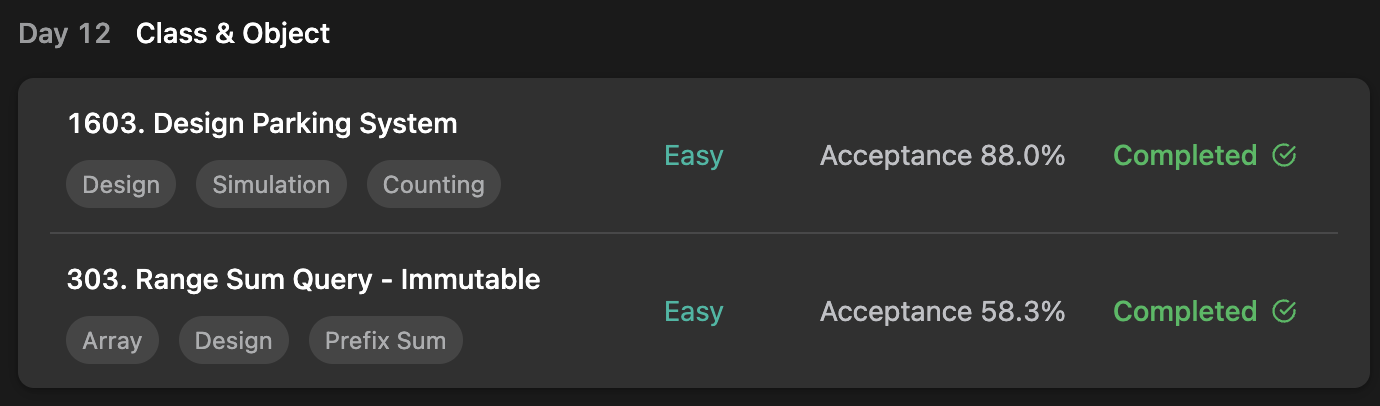 Day 12 Class & Object
1603. Design Parking System
Design Simulation Counting
Easy
Acceptance 88.0%
Completed
303. Range Sum Query - Immutable
Array Design Prefix Sum
Easy
Acceptance 58.3%
Completed